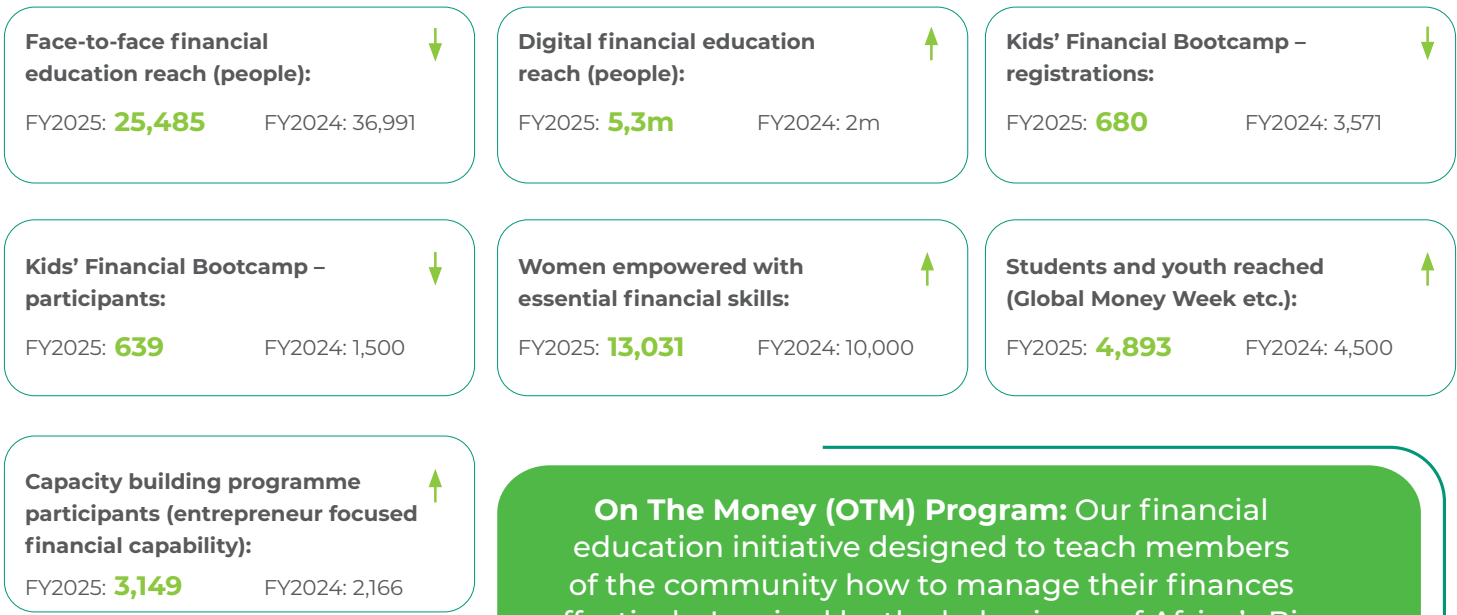 Face-to-face financial
education reach (people):
FY2025: 25,485 FY2024: 36,991
Digital financial education
reach (people):
FY2025: 5,3m FY2024: 2m
Kids’ Financial Bootcamp –
registrations:
FY2025: 680 FY2024: 3,571
Kids’ Financial Bootcamp –
participants:
FY2025: 639 FY2024: 1,500
Women empowered with
essential financial skills:
FY2025: 13,031 FY2024: 10,000
Students and youth reached
(Global Money Week etc.):
FY2025: 4,893 FY2024: 4,500
Capacity building programme
participants (entrepreneur focused
financial capability):
FY2025: 3,149 FY2024: 2,166
On The Money (OTM) Program: Our financial
education initiative designed to teach members
of the community how to manage their finances